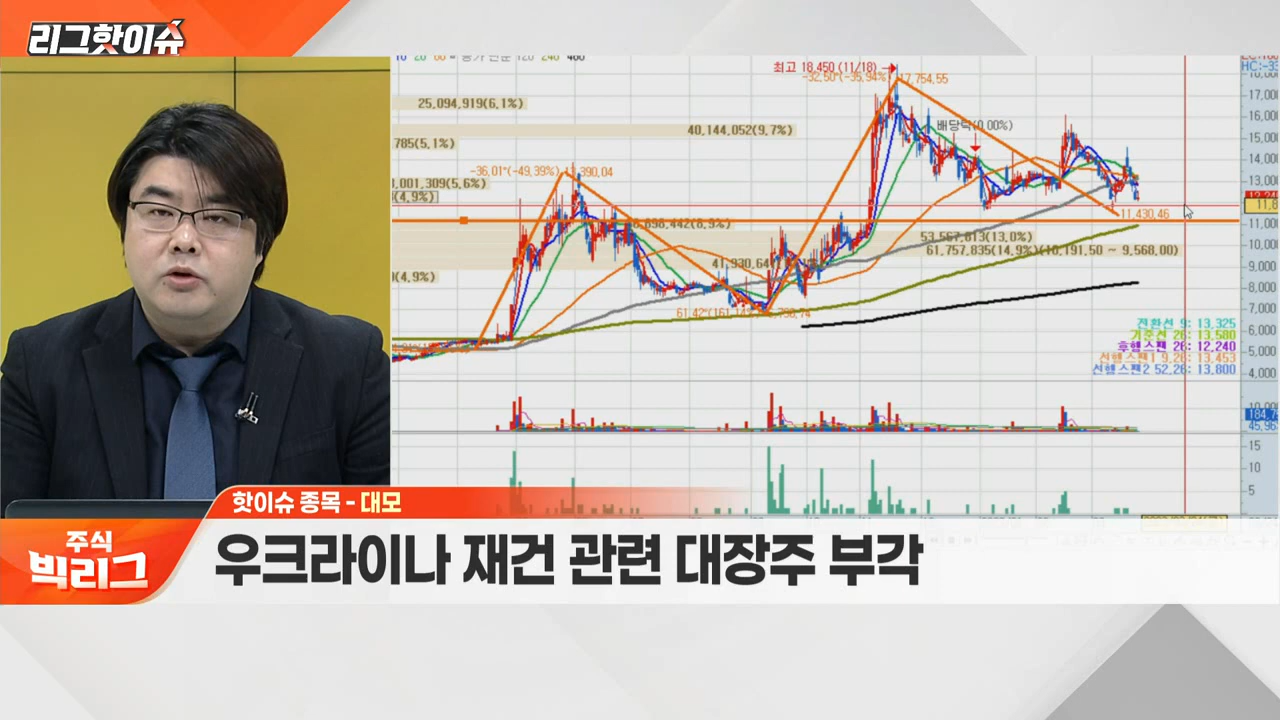 리그핫이슈
최고 18,450 (11/18)
-32.50*(-35.94%) 17,754.55
25,094,919(6.1%)
40,144,052(9.7%)
배당락(0.00%)
785(5.1%)
-36.01*(-49.39%) 13,390.04
001,309(5.6%)
(4.9%)
11,430.46
53,567,613(13.0%)
61,757,835(14.9%)(10,191.50 ~ 9,568.00)
41,930,64
(4.9%)
17,000
16,000
15,000
14,000
13,000
11,000
10,000
9,000
8,000
7,000
6,000
5,000
4,000
전환선 9: 13,325
기준선 26: 13,580
후행스팬 26: 12,240
선행스팬1 9,26: 13,453
선행스팬2 52,26: 13,800
15
10
5
핫이슈 종목 - 대모
주식
빅리그
우크라이나 재건 관련 대장주 부각